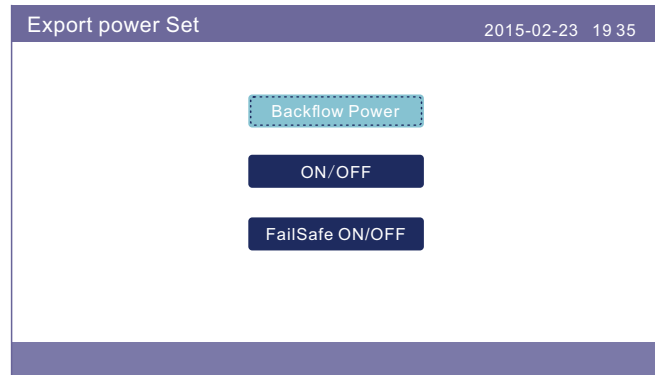 Export power Set
2015-02-23 19 35
Backflow Power
ON/OFF
FailSafe ON/OFF